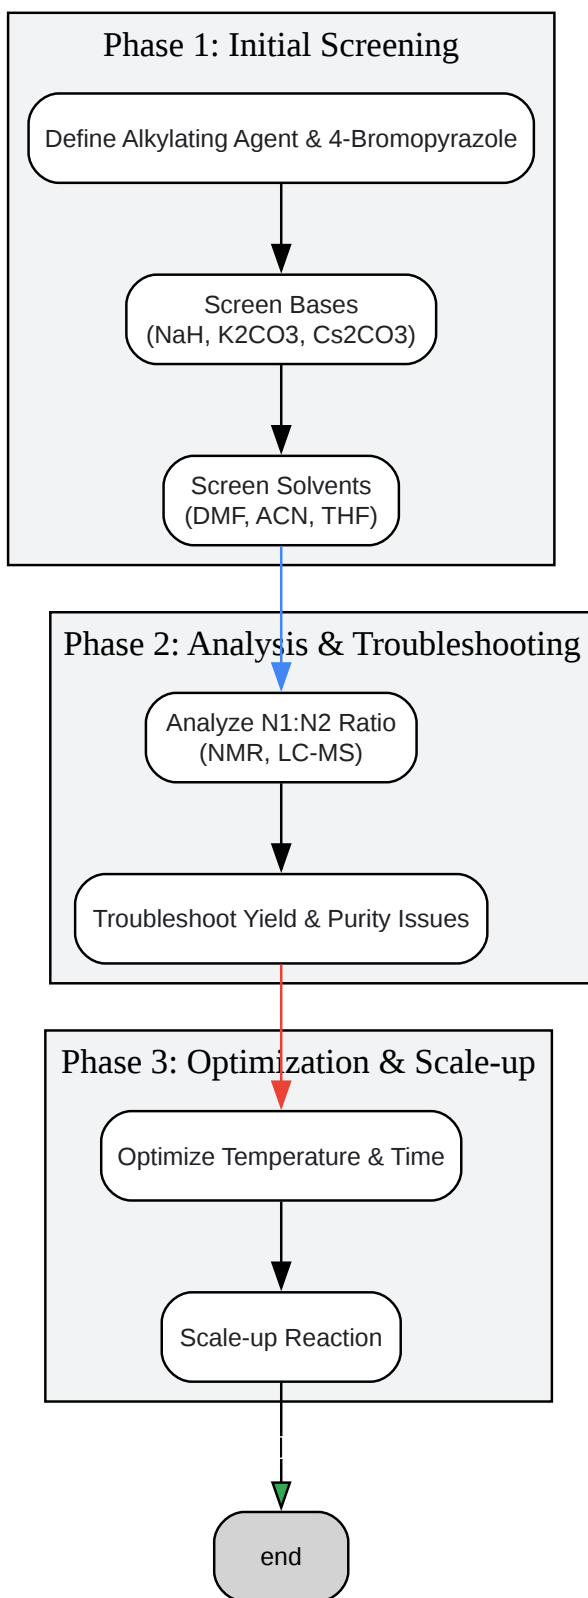 Phase 1: Initial Screening
Define Alkylating Agent & 4-Bromopyrazole
Screen Bases
(NaH, K2CO3, Cs2CO3)
Screen Solvents
(DMF, ACN, THF)
Phase 2: Analysis & Troubleshooting
Analyze N1:N2 Ratio
(NMR, LC-MS)
Troubleshoot Yield & Purity Issues
Phase 3: Optimization & Scale-up
Optimize Temperature & Time
Scale-up Reaction
end